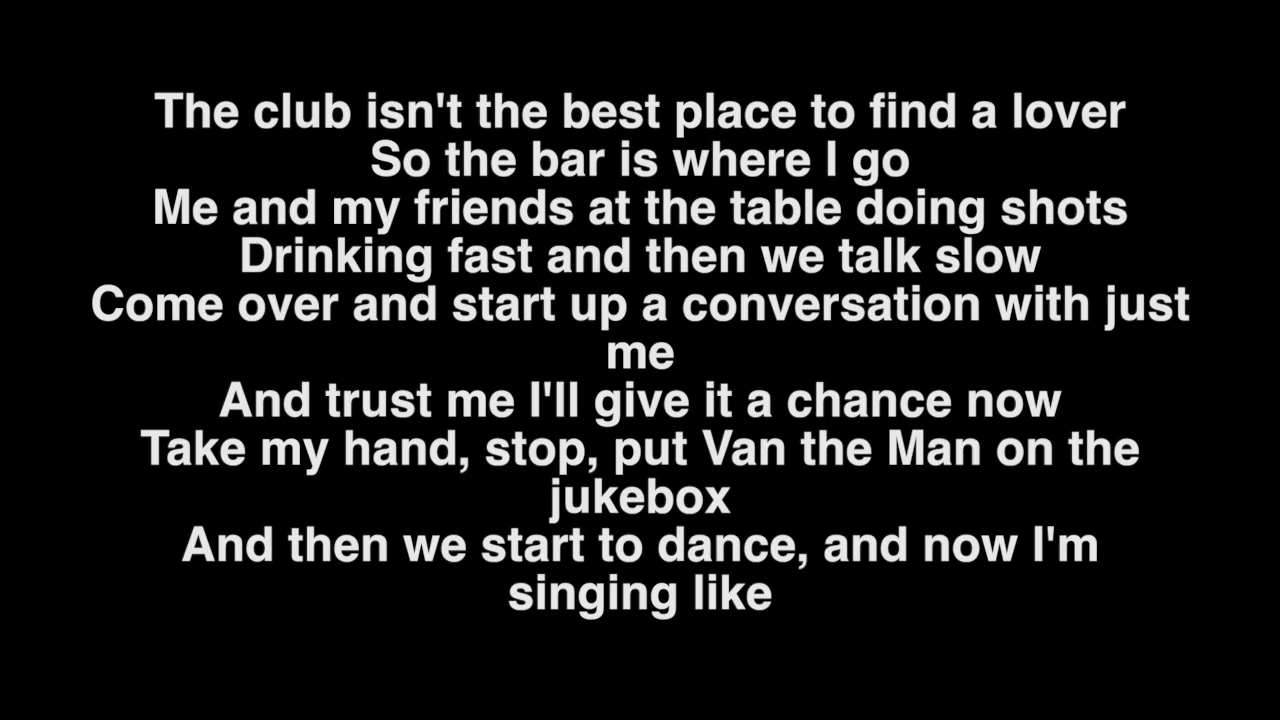 The club isn't the best place to find a lover
So the bar is where I go
Me and my friends at the table doing shots
Drinking fast and then we talk slow
Come over and start up a conversation with just
me
And trust me I'll give it a chance now
Take my hand, stop, put Van the Man on the
jukebox
And then we start to dance, and now I'm
singing like